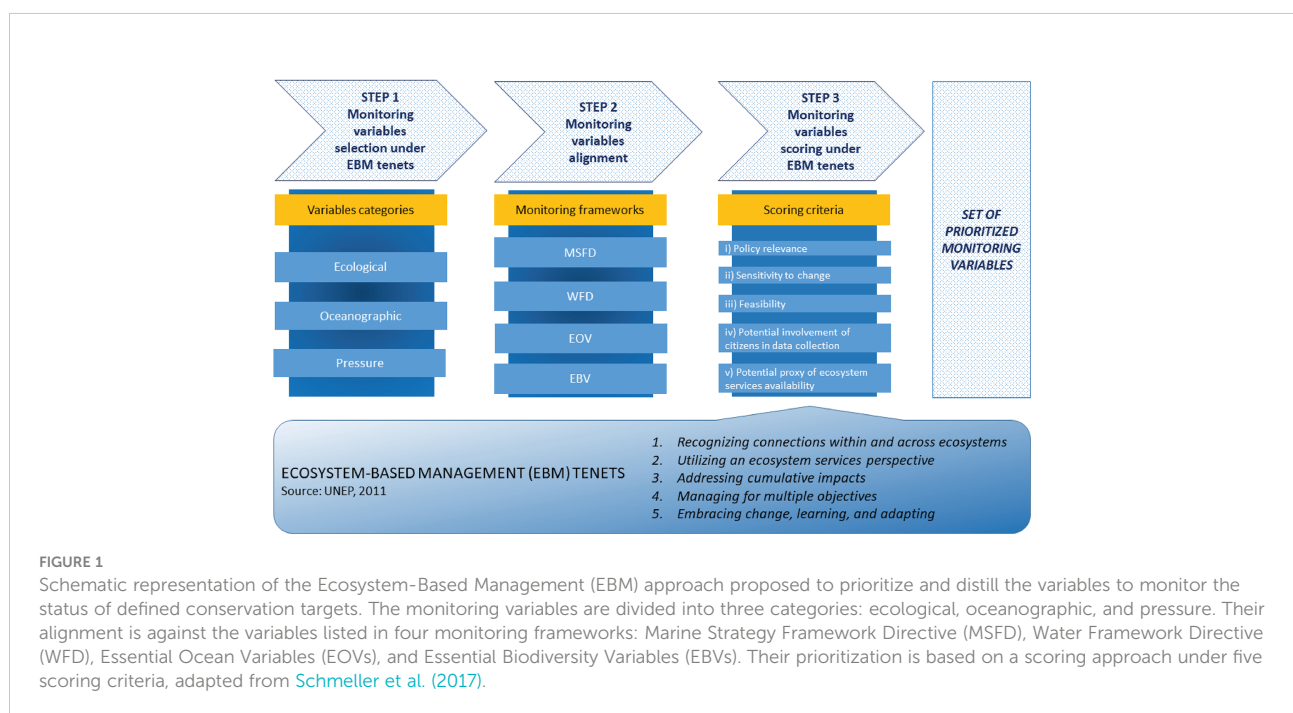 STEP 1
Monitoring
variables
selection under
EBM tenets
STEP 2
Monitoring
variables
alignment
STEP 3
Monitoring
variables
scoring under
EBM tenets
Variables categories
Ecological
Oceanographic
Pressure
Monitoring frameworks
MSFD
WFD
EOV
EBV
Scoring criteria
i) Policy relevance
ii) Sensitivity to change
iii) Feasibility
iv) Potential involvement of
citizens in data collection
v) Potential proxy of ecosystem
services availability
SET OF
PRIORITIZED
MONITORING
VARIABLES
ECOSYSTEM-BASED MANAGEMENT (EBM) TENETS
Source: UNEP, 2011
1. Recognizing connections within and across ecosystems
2. Utilizing an ecosystem services perspective
3. Addressing cumulative impacts
4. Managing for multiple objectives
5. Embracing change, learning, and adapting
FIGURE 1
Schematic representation of the Ecosystem-Based Management (EBM) approach proposed to prioritize and distill the variables to monitor the
status of defined conservation targets. The monitoring variables are divided into three categories: ecological, oceanographic, and pressure. Their
alignment is against the variables listed in four monitoring frameworks: Marine Strategy Framework Directive (MSFD), Water Framework Directive
(WFD), Essential Ocean Variables (EOVs), and Essential Biodiversity Variables (EBVs). Their prioritization is based on a scoring approach under five
scoring criteria, adapted from Schmeller et al. (2017).